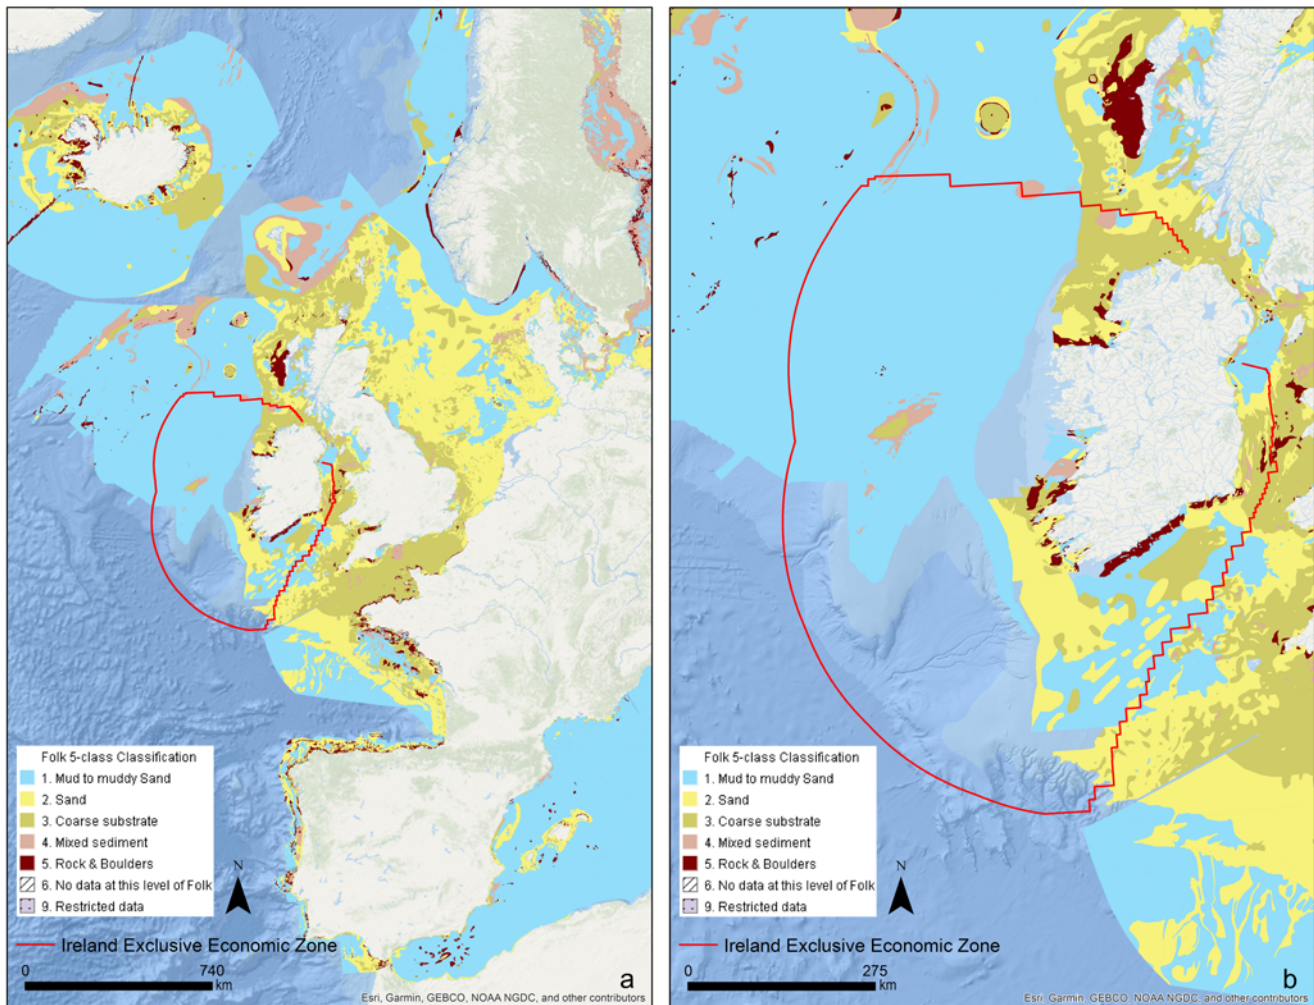 Folk 5-class Classification
1. Mud to muddy Sand
2. Sand
3. Coarse substrate
4. Mixed sediment
5. Rock & Boulders
6. No data at this level of Folk
9. Restricted data
N
Ireland Exclusive Economic Zone
0 740
km
a
Esri, Garmin, GEBCO, NOAA NGDC, and other contributors
Folk 5-class Classification
1. Mud to muddy Sand
2. Sand
3. Coarse substrate
4. Mixed sediment
5. Rock & Boulders
6. No data at this level of Folk
9. Restricted data
N
Ireland Exclusive Economic Zone
0 275
km
b
Esri, Garmin, GEBCO, NOAA NGDC, and other contributors